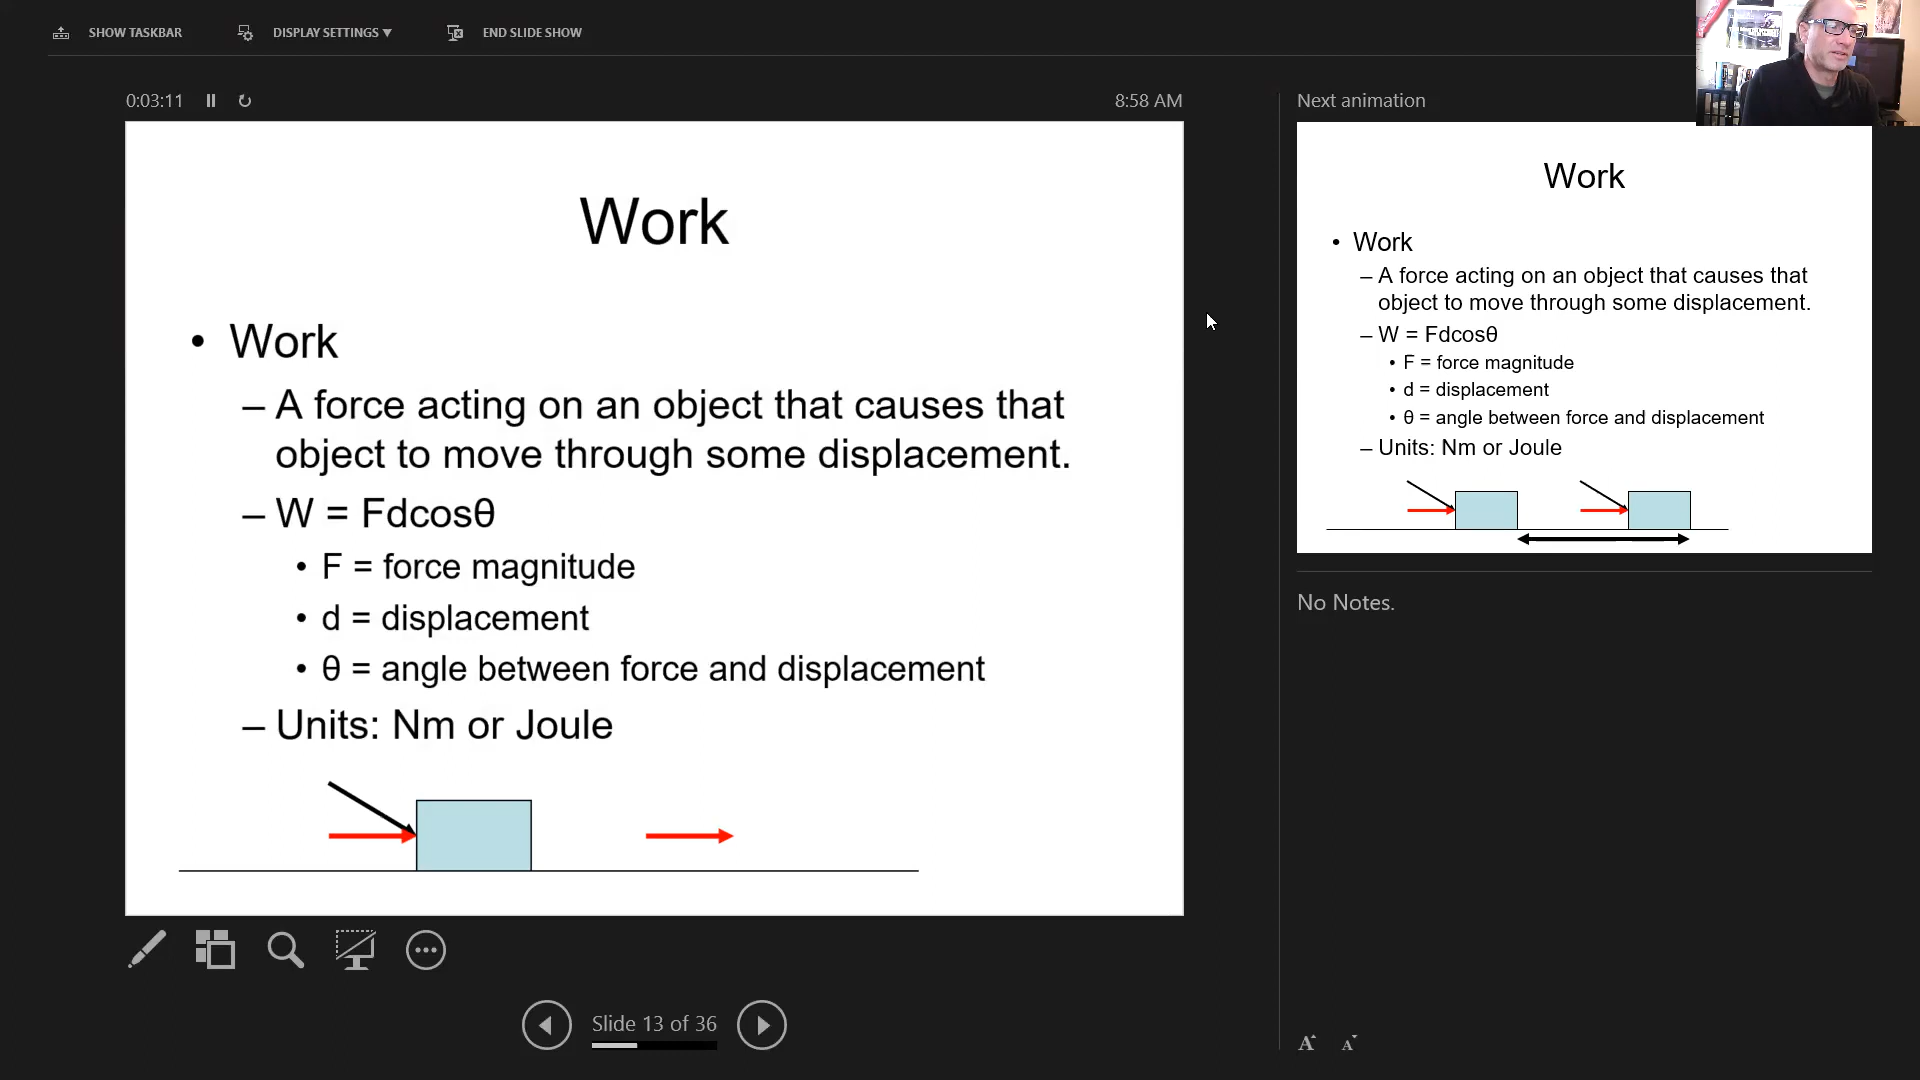 SHOW TASKBAR
DISPLAY SETTINGS ▼
END SLIDE SHOW
0:03:11
8:58 AM
Work
• Work
– A force acting on an object that causes that
object to move through some displacement.
– W = Fdcosθ
• F = force magnitude
• d = displacement
• θ = angle between force and displacement
– Units: Nm or Joule
Slide 13 of 36
Next animation
Work
• Work
– A force acting on an object that causes that
object to move through some displacement.
– W = Fdcosθ
• F = force magnitude
• d = displacement
• θ = angle between force and displacement
– Units: Nm or Joule
No Notes.
A A